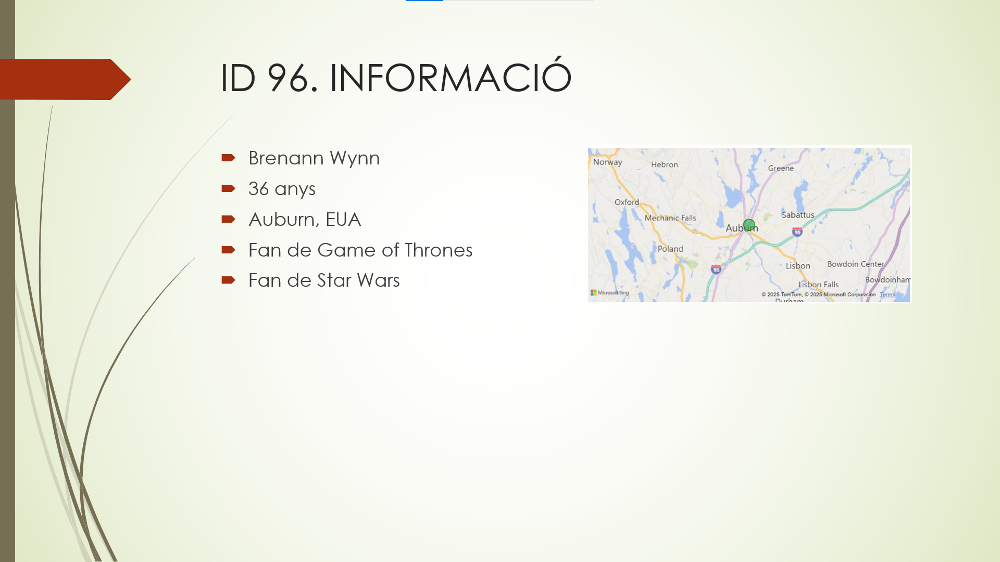 ID 96. INFORMACIÓ
Brenann Wynn
36 anys
Auburn, EUA
Fan de Game of Thrones
Fan de Star Wars
Norway
Hebron
Greene
Oxford
Mechanic Falls
Sabattus
Auburn
95
Poland
Lisbon
Bowdoin Center
95
Bowdoinham
Lisbon Falls
Microsoft Bing
© 2025 TomTom, © 2025 Microsoft Corporation Terms
Durham